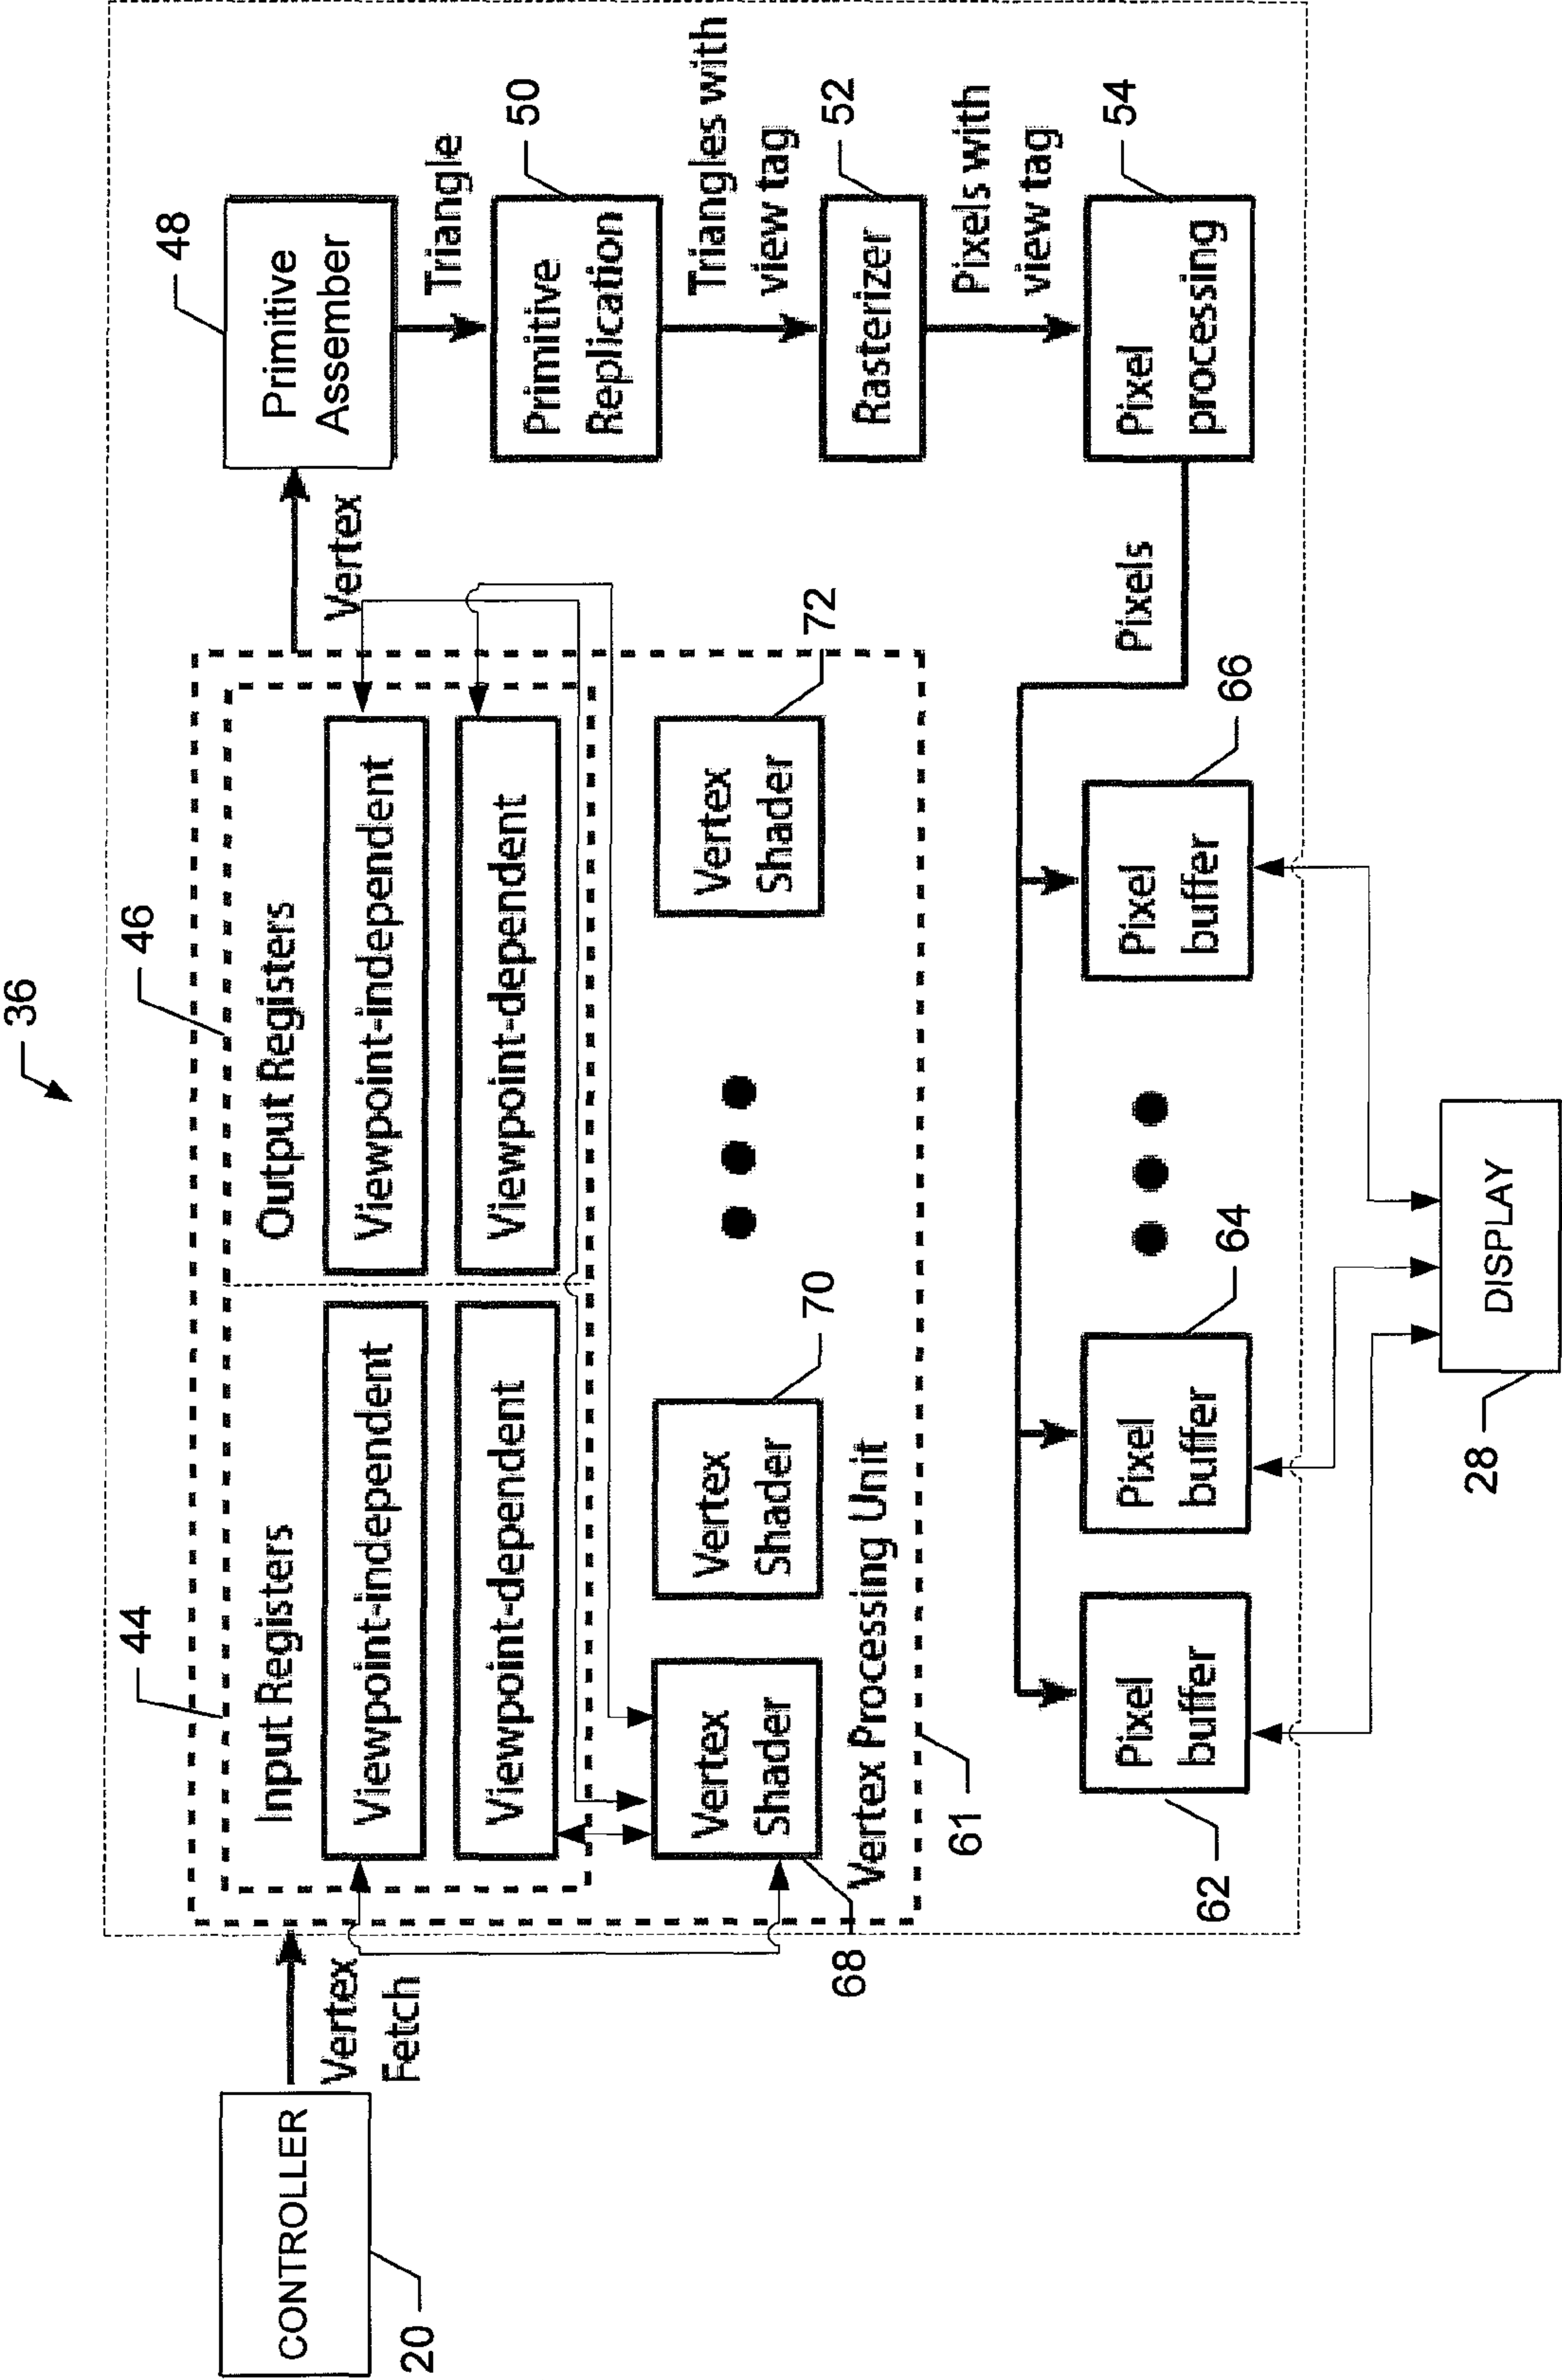 36
CONTROLLER
20
Vertex
Fetch
44
46
Input Registers
Output Registers
Viewpoint-independent
Viewpoint-independent
Viewpoint-dependent
Viewpoint-dependent
Vertex
Shader
68
Vertex
Shader
70
Vertex
Shader
72
Vertex Processing Unit
61
Vertex
48
Primitive
Assember
Triangle
50
Primitive
Replication
Triangles with
view tag
52
Rasterizer
Pixels with
view tag
54
Pixel
processing
Pixels
Pixel
buffer
62
Pixel
buffer
64
Pixel
buffer
66
DISPLAY
28